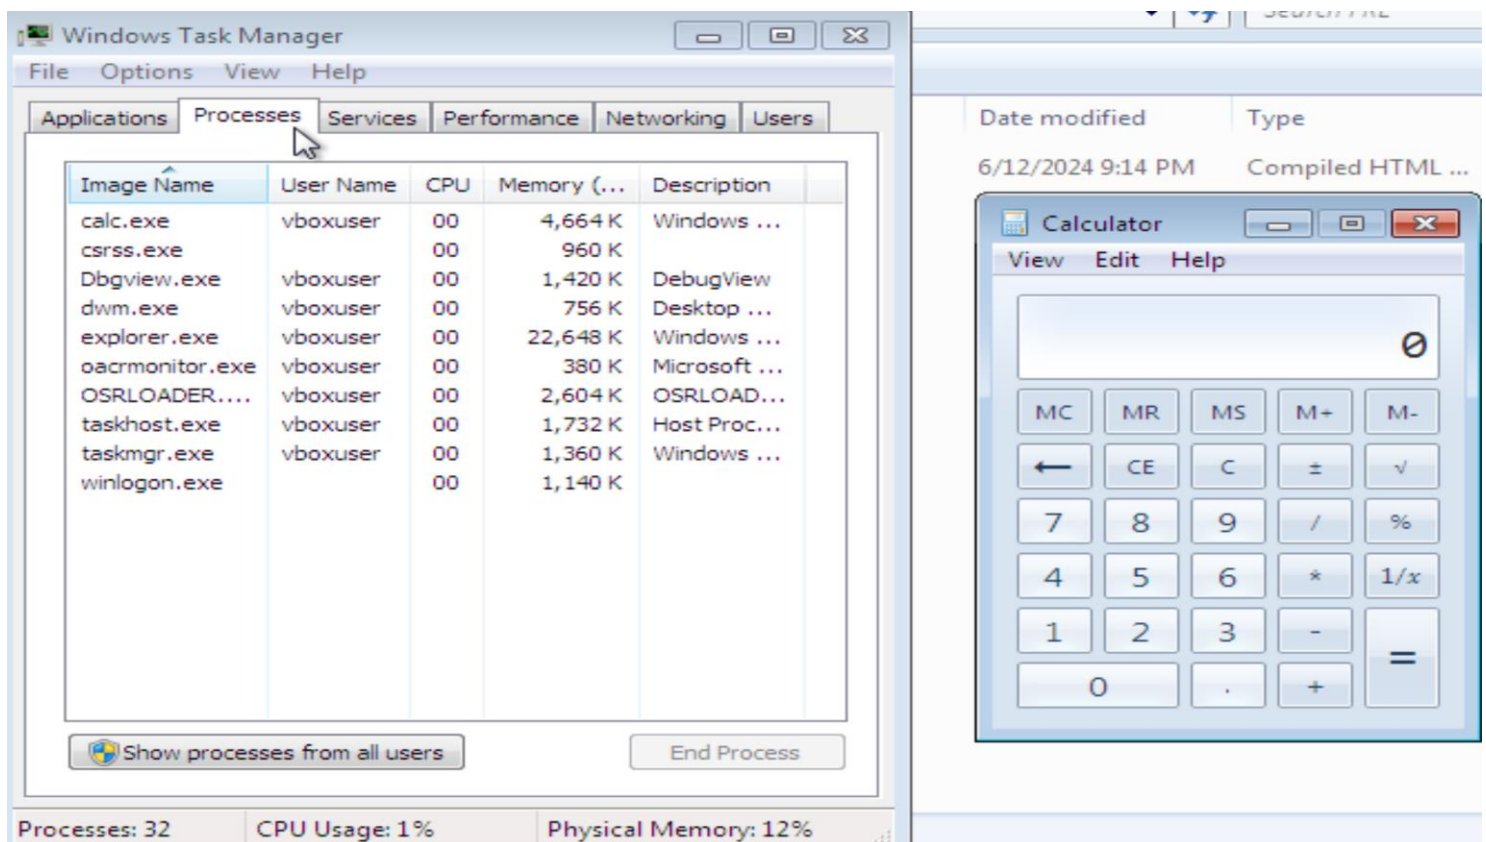 Windows Task Manager
File Options View Help
Applications Processes Services Performance Networking Users
Image Name User Name CPU Memory (... Description
calc.exe vboxuser 00 4,664 K Windows ...
csrss.exe 00 960 K
Dbgview.exe vboxuser 00 1,420 K DebugView
dwm.exe vboxuser 00 756 K Desktop ...
explorer.exe vboxuser 00 22,648 K Windows ...
oacrmonitor.exe vboxuser 00 380 K Microsoft ...
OSRLOADER.... vboxuser 00 2,604 K OSRLOAD...
taskhost.exe vboxuser 00 1,732 K Host Proc...
taskmgr.exe vboxuser 00 1,360 K Windows ...
winlogon.exe 00 1,140 K
Show processes from all users End Process
Processes: 32 CPU Usage: 1% Physical Memory: 12%
Date modified Type
6/12/2024 9:14 PM Compiled HTML ...
Calculator
View Edit Help
0
MC MR MS M+ M-
← CE C ± √
7 8 9 / %
4 5 6 * 1/x
1 2 3 - =
0 . +